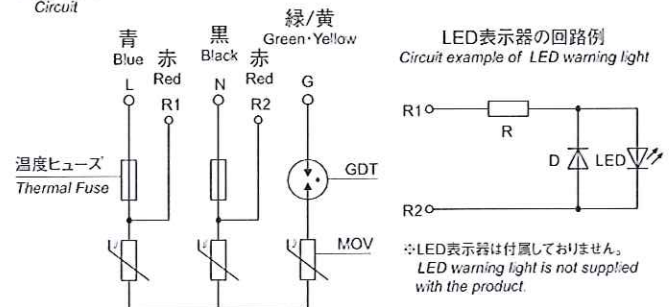 Circuit
青
Blue
赤
Red
黒
Black
赤
Red
緑/黄
Green・Yellow
L
R1
N
R2
G
温度ヒューズ
Thermal Fuse
GDT
MOV
LED表示器の回路例
Circuit example of LED warning light
R1
R
D
LED
R2
※LED表示器は付属しておりません。
LED warning light is not supplied
with the product.